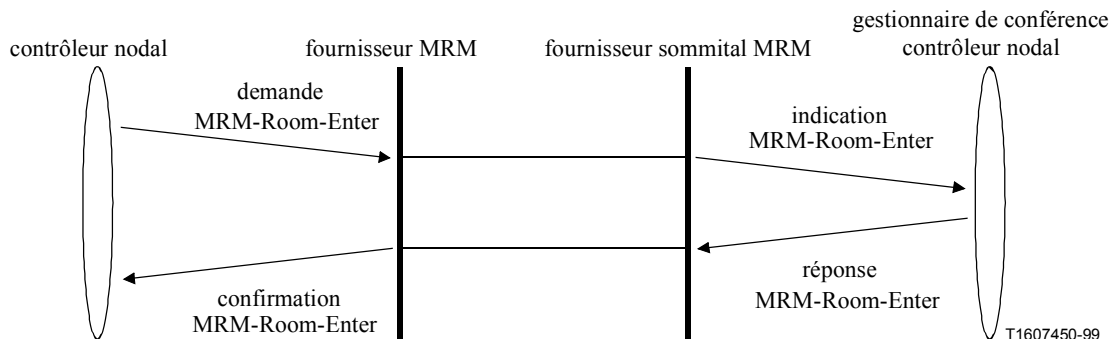 gestionnaire de conférence
contrôleur nodal
fournisseur MRM
fournisseur sommital MRM
contrôleur nodal
demande
MRM-Room-Enter
indication
MRM-Room-Enter
réponse
MRM-Room-Enter
confirmation
MRM-Room-Enter
T1607450-99